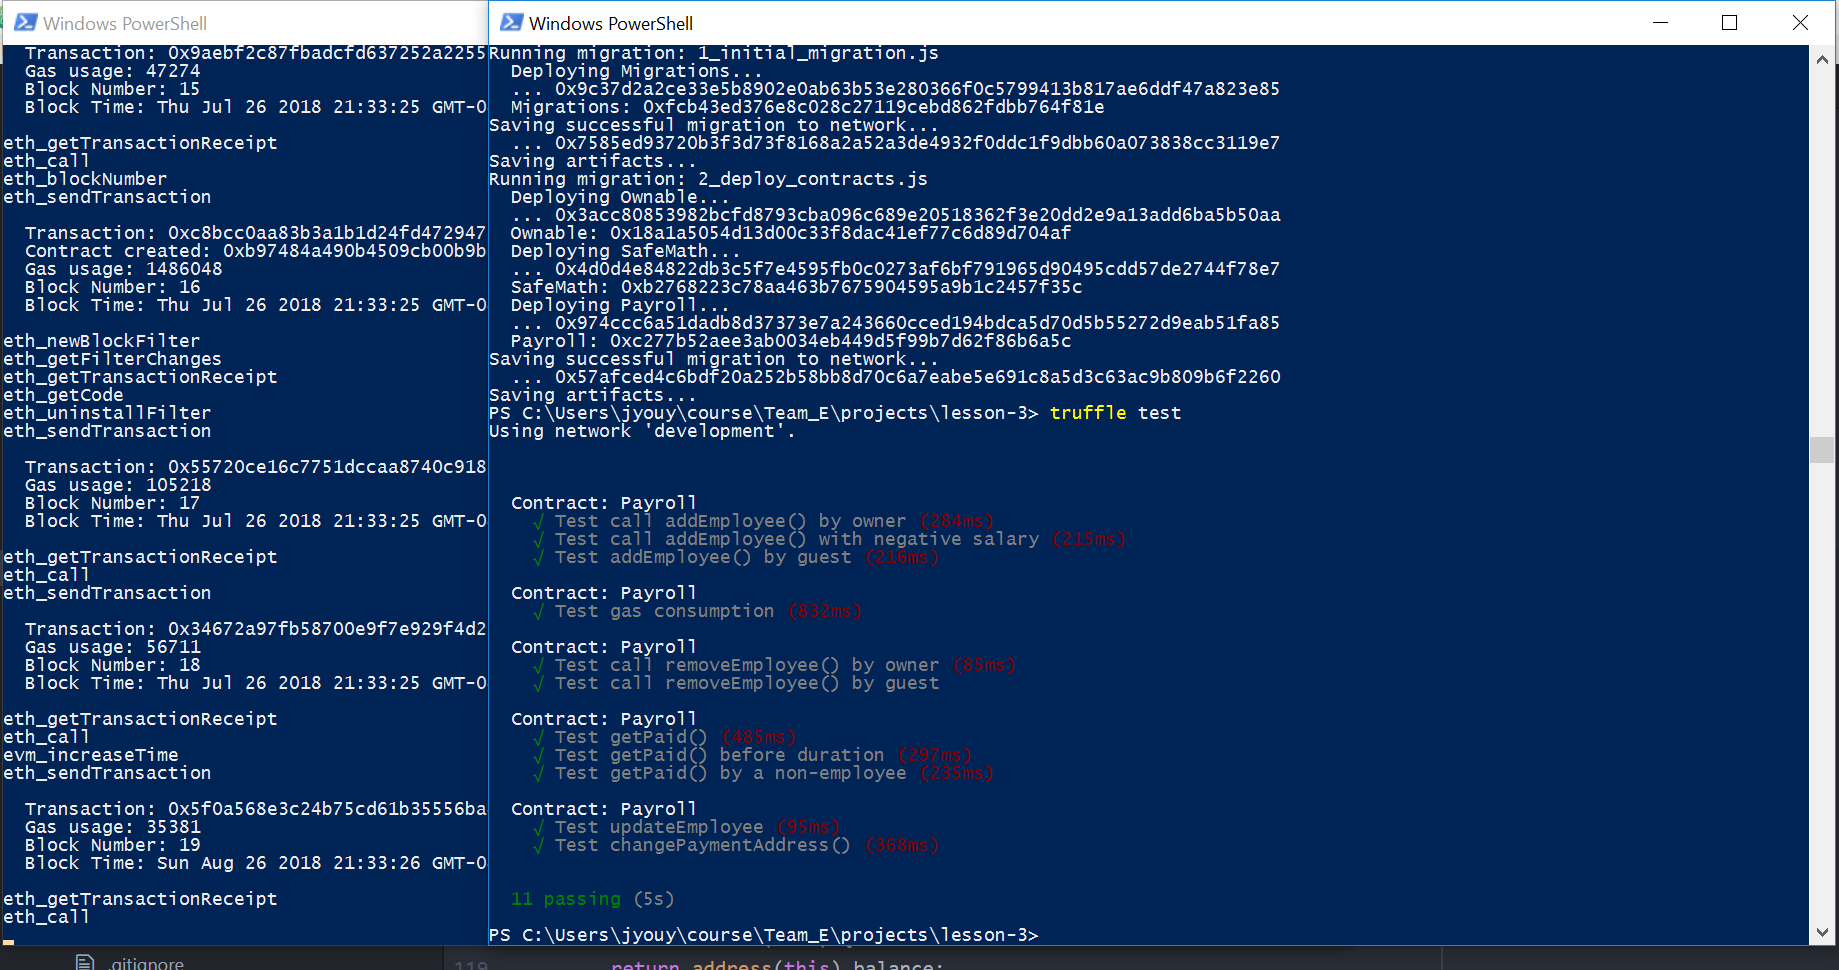 Windows PowerShell
Transaction: 0x9aebf2c87fbadcfd637252a2255
Gas usage: 47274
Block Number: 15
Block Time: Thu Jul 26 2018 21:33:25 GMT-0
eth_getTransactionReceipt
eth_call
eth_blockNumber
eth_sendTransaction
Transaction: 0xc8bcc0aa83b3a1b1d24fd472947
Contract created: 0xb97484a490b4509cb00b9b
Gas usage: 1486048
Block Number: 16
Block Time: Thu Jul 26 2018 21:33:25 GMT-0
eth_newBlockFilter
eth_getFilterChanges
eth_getTransactionReceipt
eth_getCode
eth_uninstallFilter
eth_sendTransaction
Transaction: 0x55720ce16c7751dccaa8740c918
Gas usage: 105218
Block Number: 17
Block Time: Thu Jul 26 2018 21:33:25 GMT-0
eth_getTransactionReceipt
eth_call
eth_sendTransaction
Transaction: 0x34672a97fb58700e9f7e929f4d2
Gas usage: 56711
Block Number: 18
Block Time: Thu Jul 26 2018 21:33:25 GMT-0
eth_getTransactionReceipt
eth_call
evm_increaseTime
eth_sendTransaction
Transaction: 0x5f0a568e3c24b75cd61b35556ba
Gas usage: 35381
Block Number: 19
Block Time: Sun Aug 26 2018 21:33:26 GMT-0
eth_getTransactionReceipt
eth_call
Windows PowerShell
Running migration: 1_initial_migration.js
Deploying Migrations...
... 0x9c37d2a2ce33e5b8902e0ab63b53e280366f0c5799413b817ae6ddf47a823e85
Migrations: 0xfcb43ed376e8c028c27119cebd862fdbb764f81e
Saving successful migration to network...
... 0x7585ed93720b3f3d73f8168a2a52a3de4932f0ddc1f9dbb60a073838cc3119e7
Saving artifacts...
Running migration: 2_deploy_contracts.js
Deploying Ownable...
... 0x3acc80853982bcfd8793cba096c689e20518362f3e20dd2e9a13add6ba5b50aa
Ownable: 0x18a1a5054d13d00c33f8dac41ef77c6d89d704af
Deploying SafeMath...
... 0x4d0d4e84822db3c5f7e4595fb0c0273af6bf791965d90495cdd57de2744f78e7
SafeMath: 0xb2768223c78aa463b7675904595a9b1c2457f35c
Deploying Payroll...
... 0x974ccc6a51dadb8d37373e7a243660cced194bdca5d70d5b55272d9eab51fa85
Payroll: 0xc277b52aee3ab0034eb449d5f99b7d62f86b6a5c
Saving successful migration to network...
... 0x57afced4c6bdf20a252b58bb8d70c6a7eabe5e691c8a5d3c63ac9b809b6f2260
Saving artifacts...
PS C:\Users\jyouy\course\Team_E\projects\lesson-3> truffle test
Using network 'development'.
Contract: Payroll
√ Test call addEmployee() by owner (284ms)
√ Test call addEmployee() with negative salary (215ms)
√ Test addEmployee() by guest (216ms)
Contract: Payroll
√ Test gas consumption (832ms)
Contract: Payroll
√ Test call removeEmployee() by owner (85ms)
√ Test call removeEmployee() by guest
Contract: Payroll
√ Test getPaid() (485ms)
√ Test getPaid() before duration (297ms)
√ Test getPaid() by a non-employee (235ms)
Contract: Payroll
√ Test updateEmployee (95ms)
√ Test changePaymentAddress() (368ms)
11 passing (5s)
PS C:\Users\jyouy\course\Team_E\projects\lesson-3>
.gitignore
119 return address(this).balance;